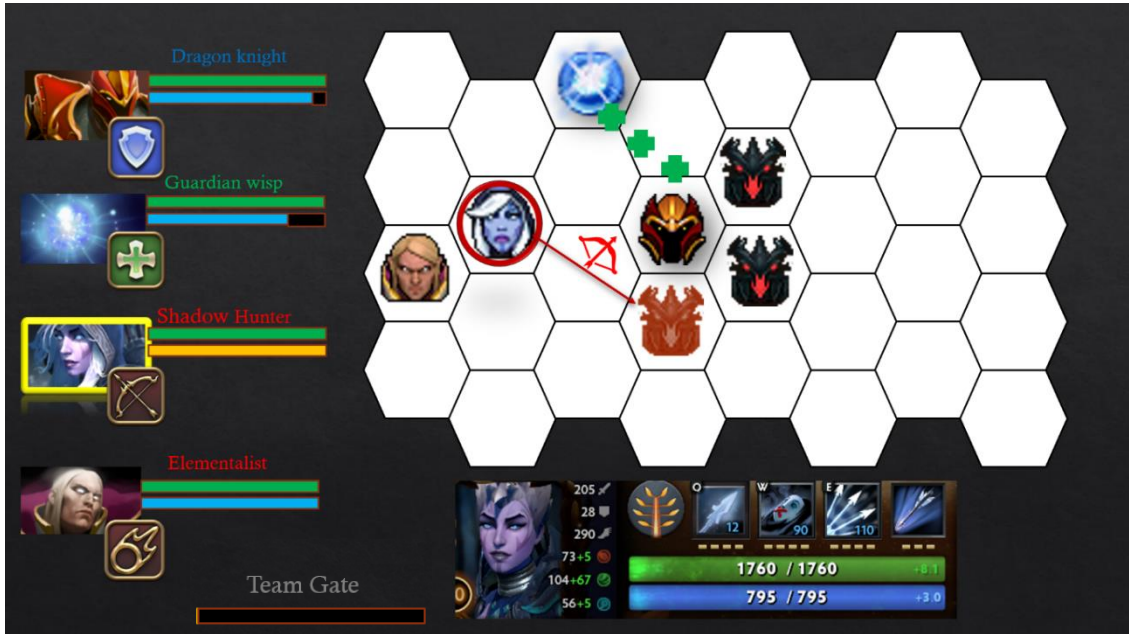 Dragon knight
Guardian wisp
Shadow Hunter
Elementalist
Team Gate
205
28
290
73+5
104+67
56+5
0
Q
12
W
90
E
110
1760 / 1760
+8.1
795 / 795
+3.0